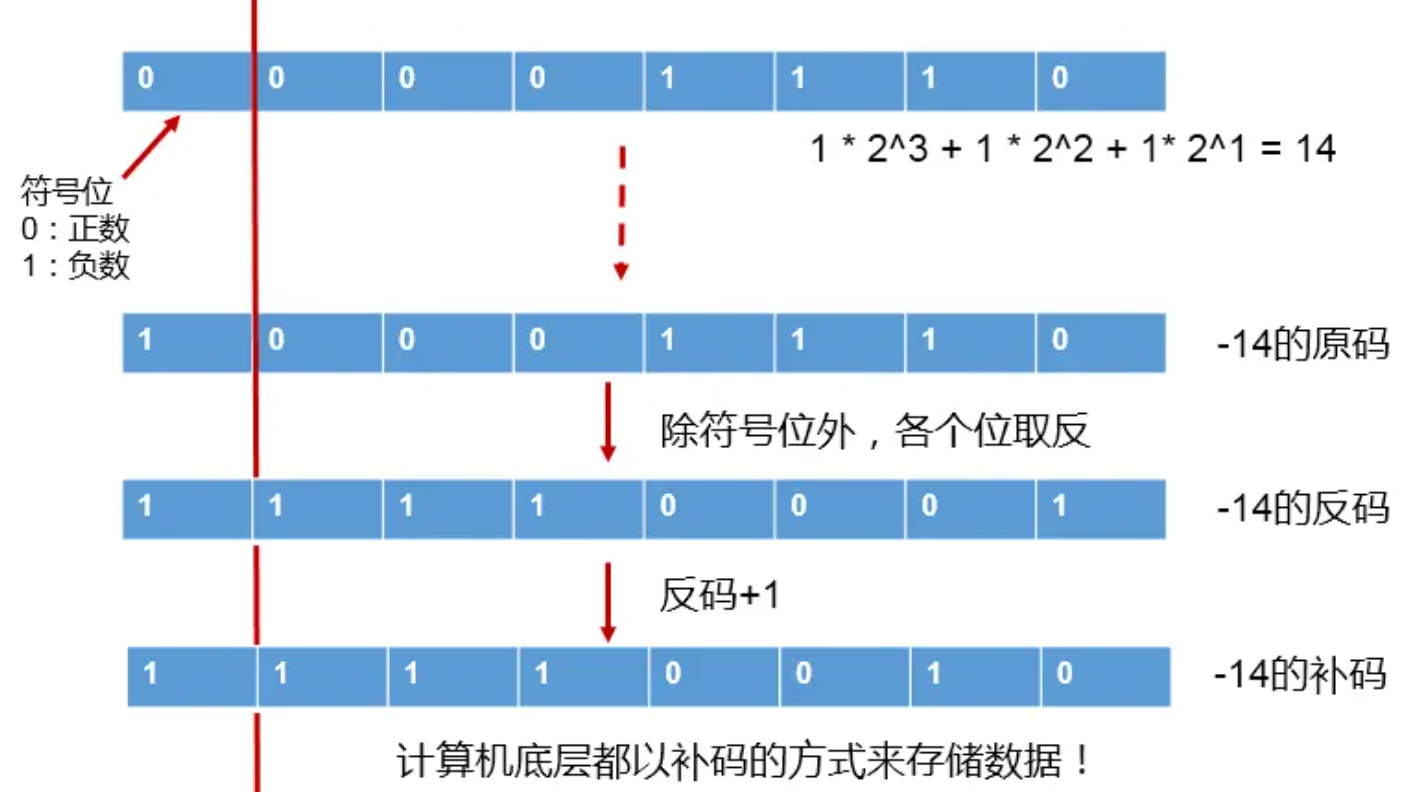 0 0 0 0 1 1 1 0
1 * 2^3 + 1 * 2^2 + 1* 2^1 = 14
符号位
0：正数
1：负数
1 0 0 0 1 1 1 0 -14的原码
除符号位外，各个位取反
1 1 1 1 0 0 0 1 -14的反码
反码+1
1 1 1 1 0 0 1 0 -14的补码
计算机底层都以补码的方式来存储数据！